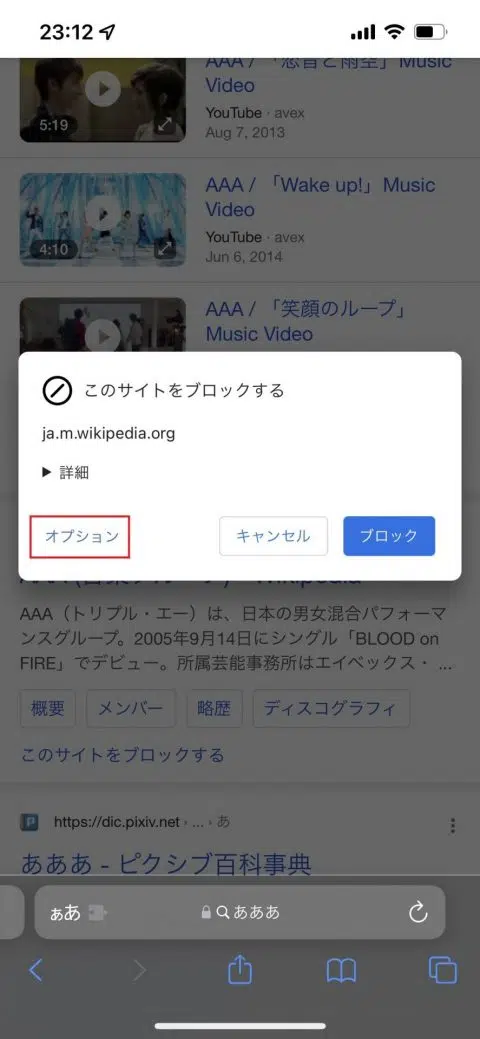 23:12
AAA / 「恋音と雨空」Music
Video
5:19
YouTube · avex
Aug 7, 2013
AAA / 「Wake up!」Music
Video
4:10
YouTube · avex
Jun 6, 2014
AAA / 「笑顔のループ」
Music Video
このサイトをブロックする
ja.m.wikipedia.org
▶ 詳細
オプション
キャンセル
ブロック
AAA（トリプル・エー）は、日本の男女混合パフォーマ
ンスグループ。2005年9月14日にシングル「BLOOD on
FIRE」でデビュー。所属芸能事務所はエイベックス・ ...
概要 メンバー 略歴 ディスコグラフィ
このサイトをブロックする
https://dic.pixiv.net › ... › あ
あああ - ピクシブ百科事典
ぁあ
あああ